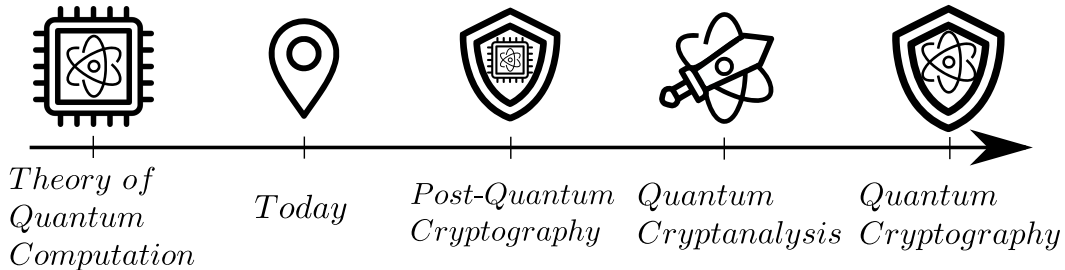 Theory of
Quantum
Computation
Today
Post-Quantum
Cryptography
Quantum
Cryptanalysis
Quantum
Cryptography